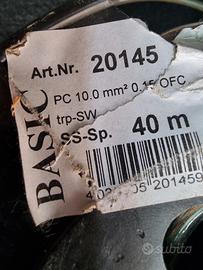 Art.Nr. 20145
PC 10.0 mm² 0.15 OFC
trp-SW
SS-Sp. 40 m
BASIC
subito